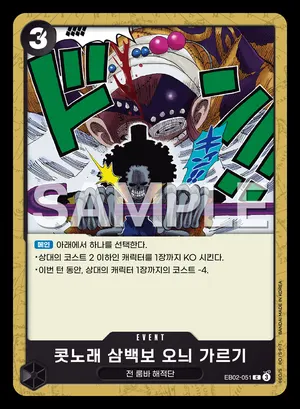 3
ドン!!
SAMPLE
메인 아래에서 하나를 선택한다.
•상대의 코스트 2 이하인 캐릭터를 1장까지 KO 시킨다.
•이번 턴 동안, 상대의 캐릭터 1장까지의 코스트 -4.
EVENT
콧노래 삼백보 오늬 가르기
전 룸바 해적단
EB02-051 R 3